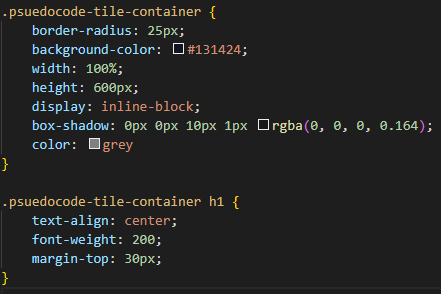 .psuedocode-tile-container {
border-radius: 25px;
background-color: #131424;
width: 100%;
height: 600px;
display: inline-block;
box-shadow: 0px 0px 10px 1px rgba(0, 0, 0, 0.164);
color: grey
}
.psuedocode-tile-container h1 {
text-align: center;
font-weight: 200;
margin-top: 30px;
}